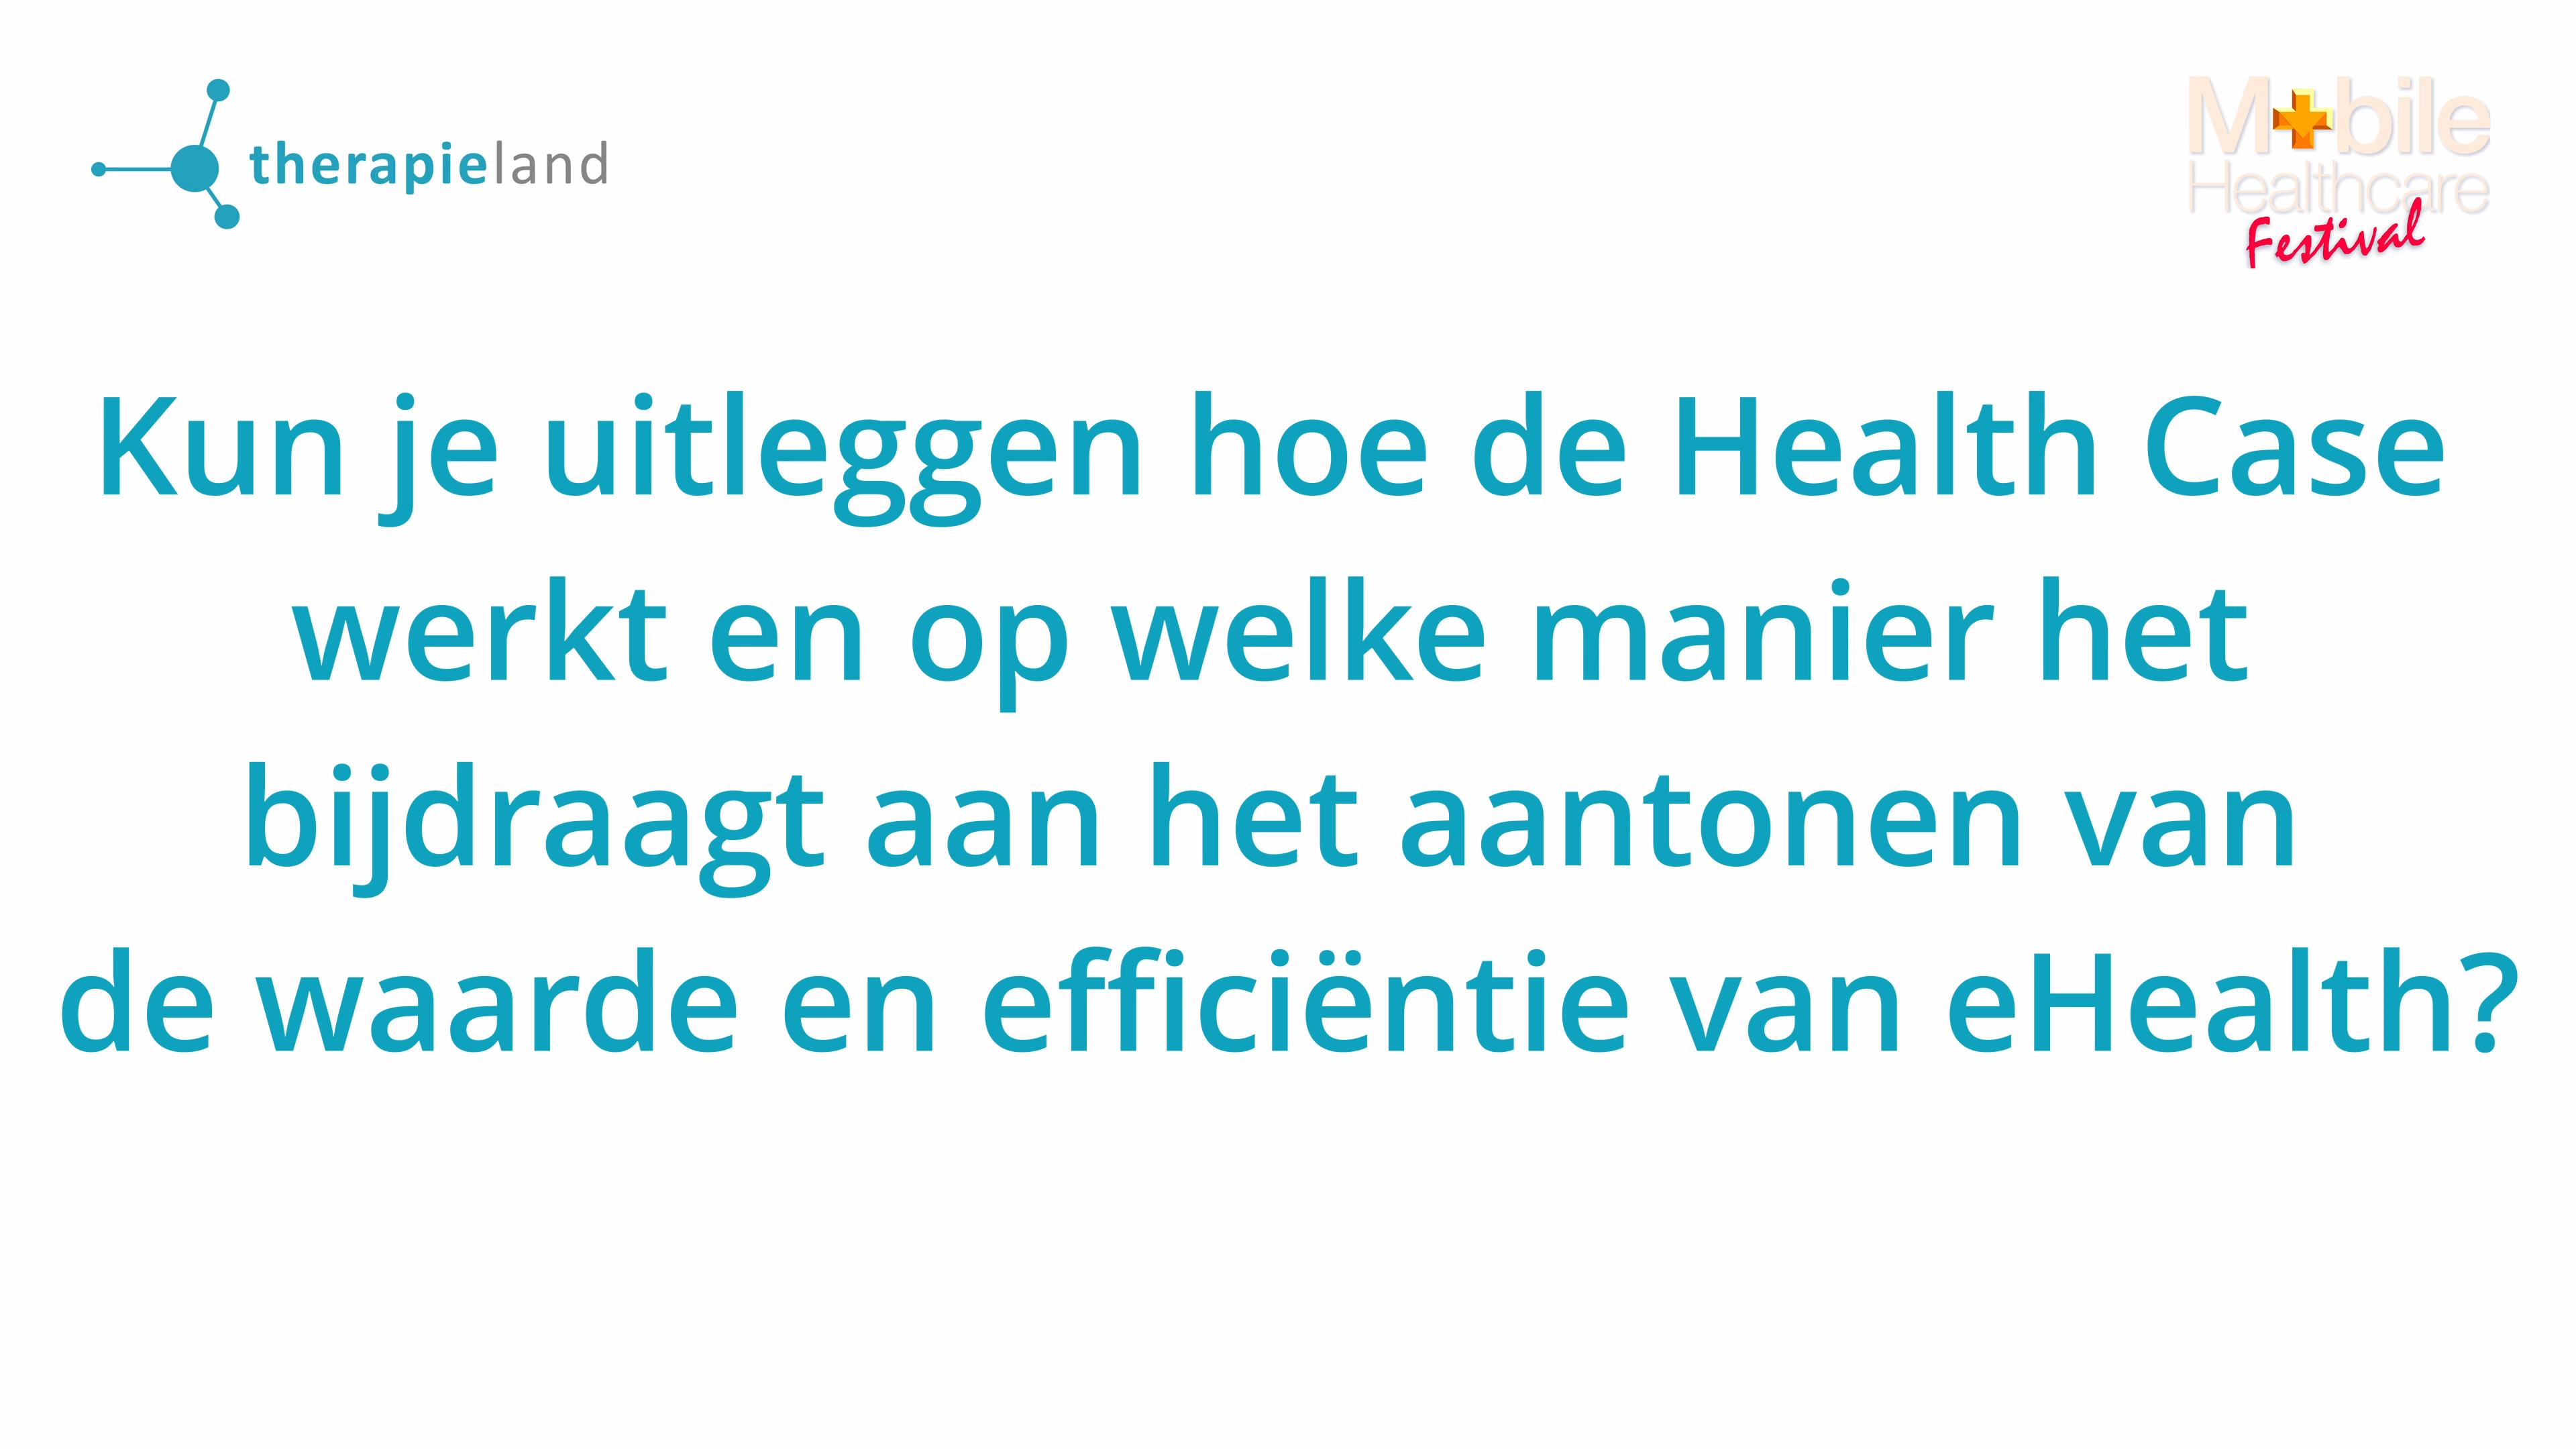 therapieland
Mobile
Healthcare
Festival
Kun je uitleggen hoe de Health Case
werkt en op welke manier het
bijdraagt aan het aantonen van
de waarde en efficiëntie van eHealth?